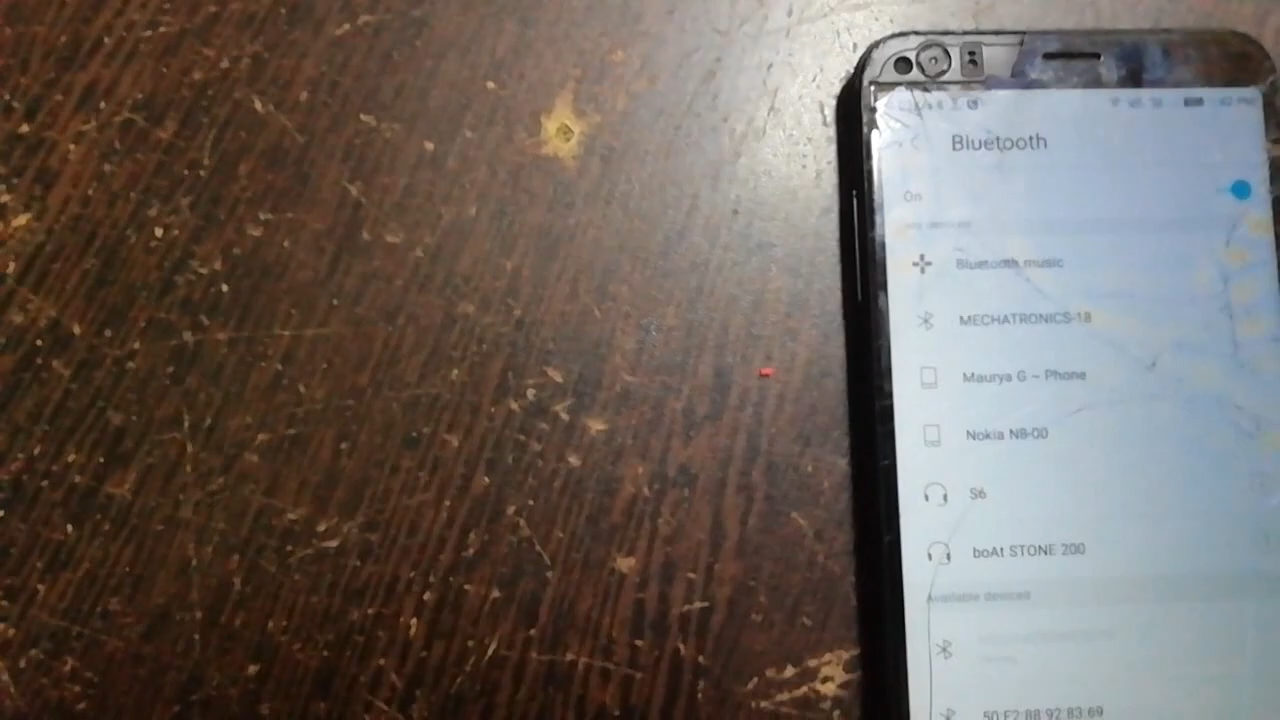 Bluetooth
On
Bluetooth music
MECHATRONICS-18
Maurya G - Phone
Nokia N8-00
S6
boAt STONE 200
Available devices
50:F2:88:92:83:69